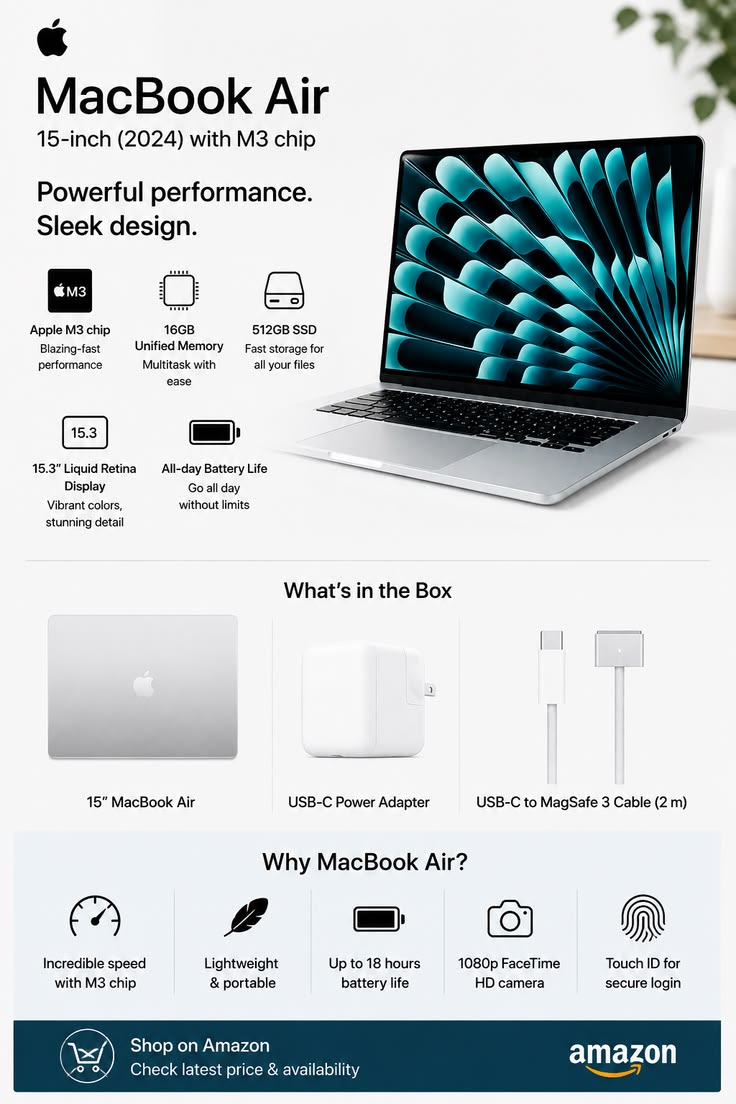 MacBook Air
15-inch (2024) with M3 chip
Powerful performance.
Sleek design.
M3
Apple M3 chip
Blazing-fast
performance
16GB
Unified Memory
Multitask with
ease
512GB SSD
Fast storage for
all your files
15.3
15.3” Liquid Retina
Display
Vibrant colors,
stunning detail
All-day Battery Life
Go all day
without limits
What’s in the Box
15” MacBook Air
USB-C Power Adapter
USB-C to MagSafe 3 Cable (2 m)
Why MacBook Air?
Incredible speed
with M3 chip
Lightweight
& portable
Up to 18 hours
battery life
1080p FaceTime
HD camera
Touch ID for
secure login
Shop on Amazon
Check latest price & availability
amazon